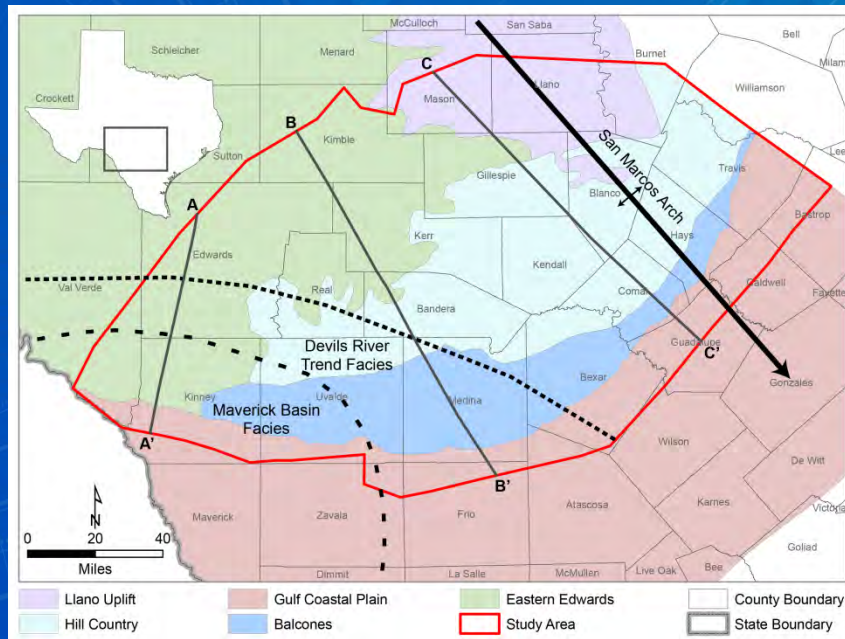 McCulloch
San Saba
Burnet
Bell
Milam
Schleicher
Menard
C
Mason
Llano
Williamson
Crockett
Sutton
B
Kimble
San Marcos Arch
Lee
Travis
Gillespie
Blanco
Bastrop
A
Hays
Edwards
Kerr
Kendall
Caldwell
Fayette
Val Verde
Real
Bandera
Comal
Guadalupe
C'
Devils River
Trend Facies
Gonzales
Kinney
Uvalde
Medina
Bexar
Maverick Basin
Facies
A'
Wilson
De Witt
B'
N
Maverick
Zavala
Frio
Atascosa
Karnes
Victoria
Goliad
0 20 40
Miles
Dimmit
La Salle
McMullen
Live Oak
Bee
Llano Uplift
Gulf Coastal Plain
Eastern Edwards
County Boundary
Hill Country
Balcones
Study Area
State Boundary